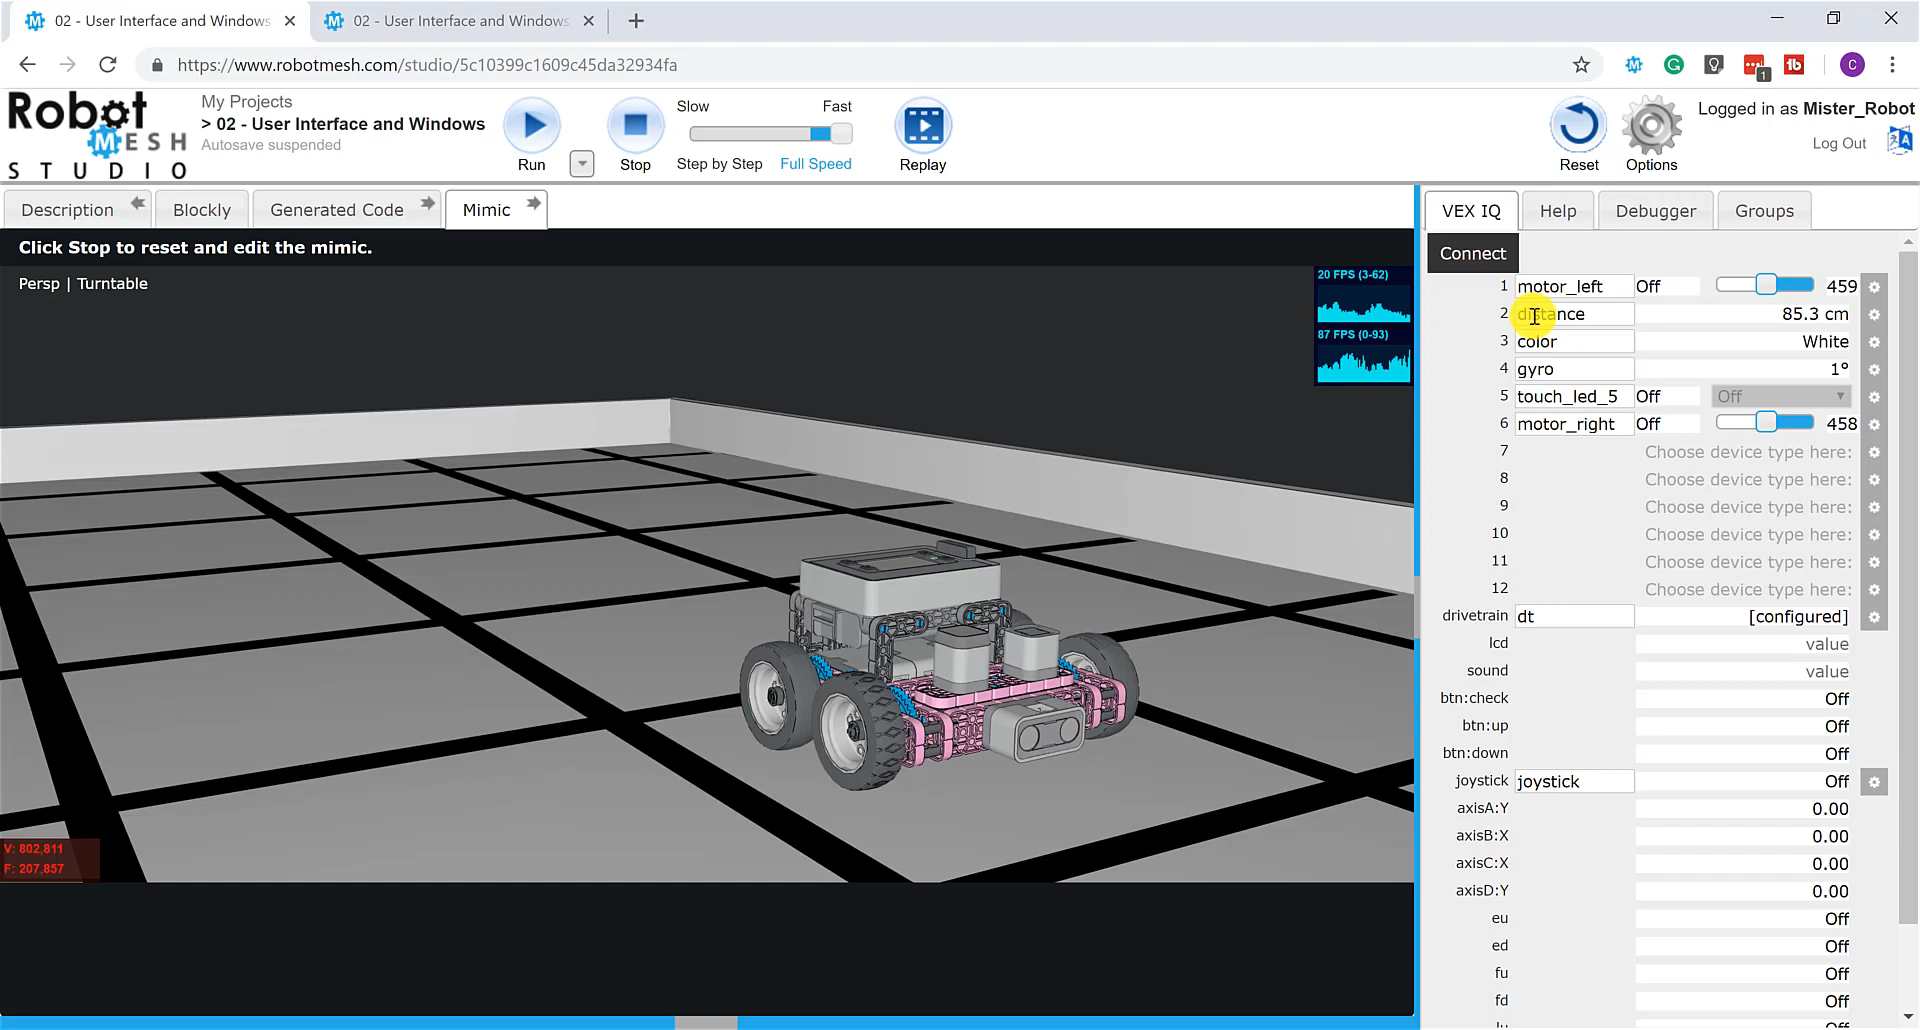 02 - User Interface and Windows
02 - User Interface and Windows
https://www.robotmesh.com/studio/5c10399c1609c45da32934fa
1
C
Robot
MESH
STUDIO
My Projects
> 02 - User Interface and Windows
Autosave suspended
Run
Stop
Slow
Fast
Step by Step
Full Speed
Replay
Reset
Options
Logged in as Mister_Robot
Log Out
Description
Blockly
Generated Code
Mimic
Click Stop to reset and edit the mimic.
Persp | Turntable
20 FPS (3-62)
87 FPS (0-93)
V: 802,811
F: 207,857
VEX IQ
Help
Debugger
Groups
Connect
1 motor_left Off 459
2 distance 85.3 cm
3 color White
4 gyro 1°
5 touch_led_5 Off Off
6 motor_right Off 458
7 Choose device type here:
8 Choose device type here:
9 Choose device type here:
10 Choose device type here:
11 Choose device type here:
12 Choose device type here:
drivetrain dt [configured]
lcd value
sound value
btn:check Off
btn:up Off
btn:down Off
joystick joystick Off
axisA:Y 0.00
axisB:X 0.00
axisC:X 0.00
axisD:Y 0.00
eu Off
ed Off
fu Off
fd Off